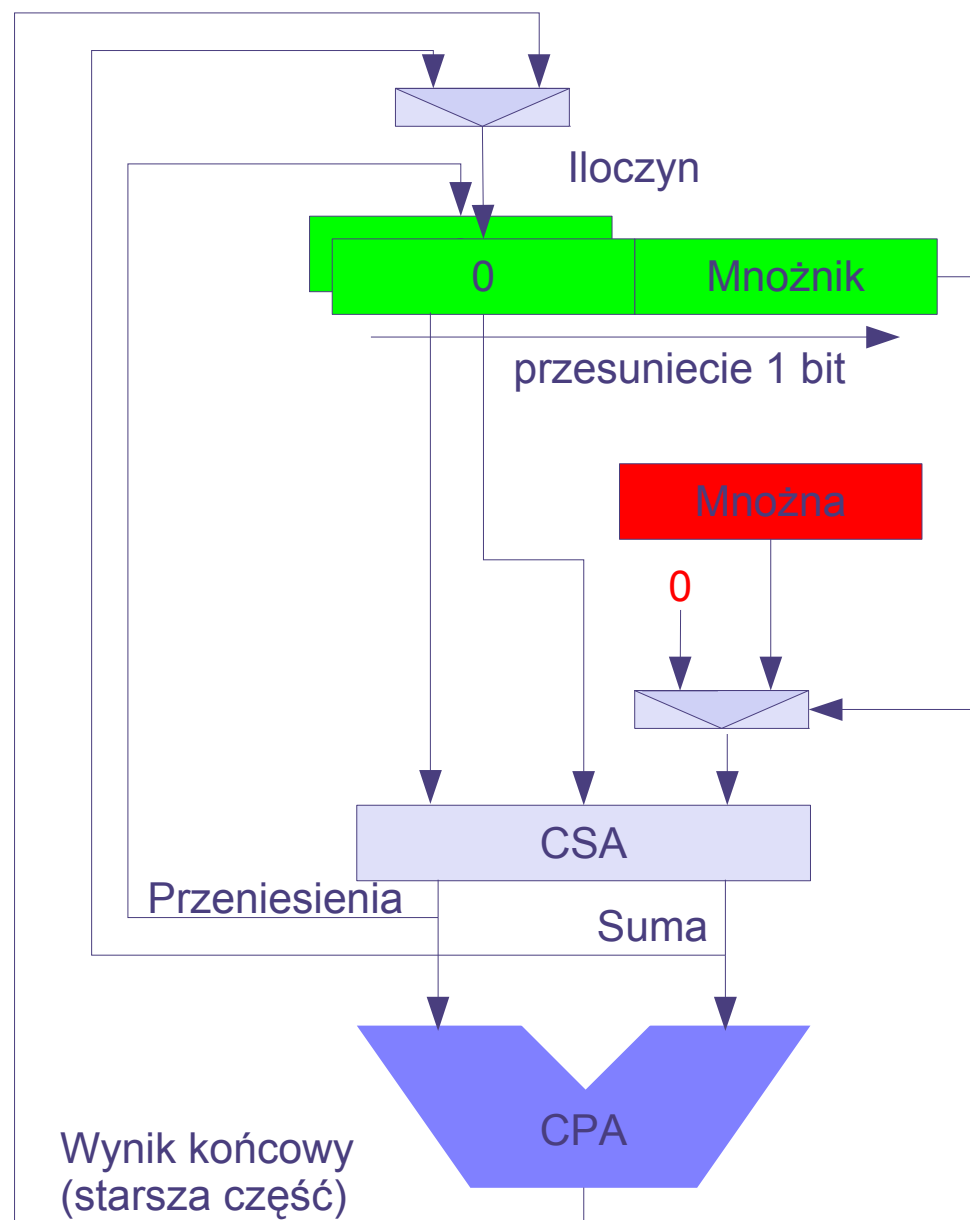 Iloczyn
0
Mnożnik
przesuniecie 1 bit
Mnożna
0
CSA
Przeniesienia
Suma
CPA
Wynik końcowy
(starsza część)